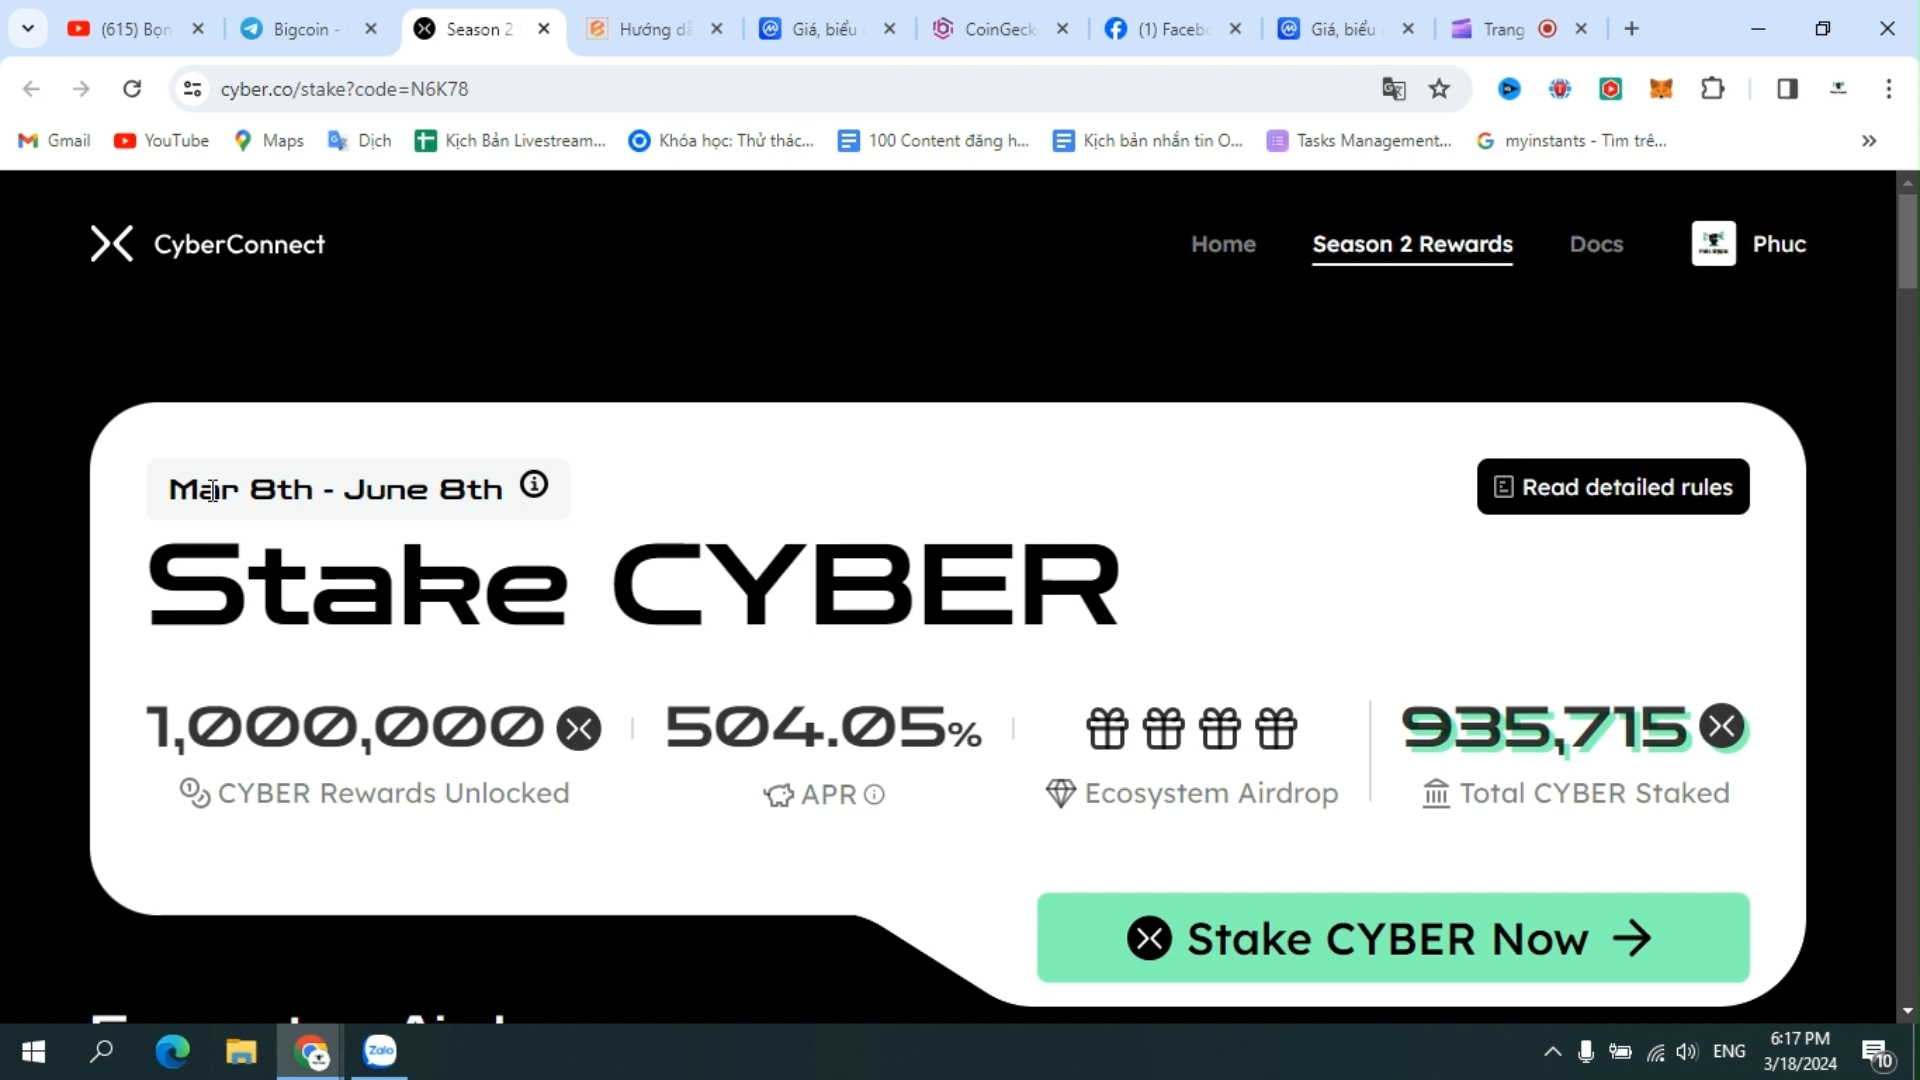 (615) Bọn
Bigcoin -
Season 2
Hướng dẫ
Giá, biểu
CoinGeck
(1) Facebo
Giá, biểu
Trang
cyber.co/stake?code=N6K78
Gmail
YouTube
Maps
Dịch
Kịch Bản Livestream...
Khóa học: Thử thác...
100 Content đăng h...
Kịch bản nhắn tin O...
Tasks Management...
myinstants - Tìm trê...
CyberConnect
Home
Season 2 Rewards
Docs
Phuc
Mar 8th - June 8th
Read detailed rules
Stake CYBER
1,000,000
504.05%
935,715
CYBER Rewards Unlocked
APR
Ecosystem Airdrop
Total CYBER Staked
Stake CYBER Now
Zalo
ENG
6:17 PM
3/18/2024
10